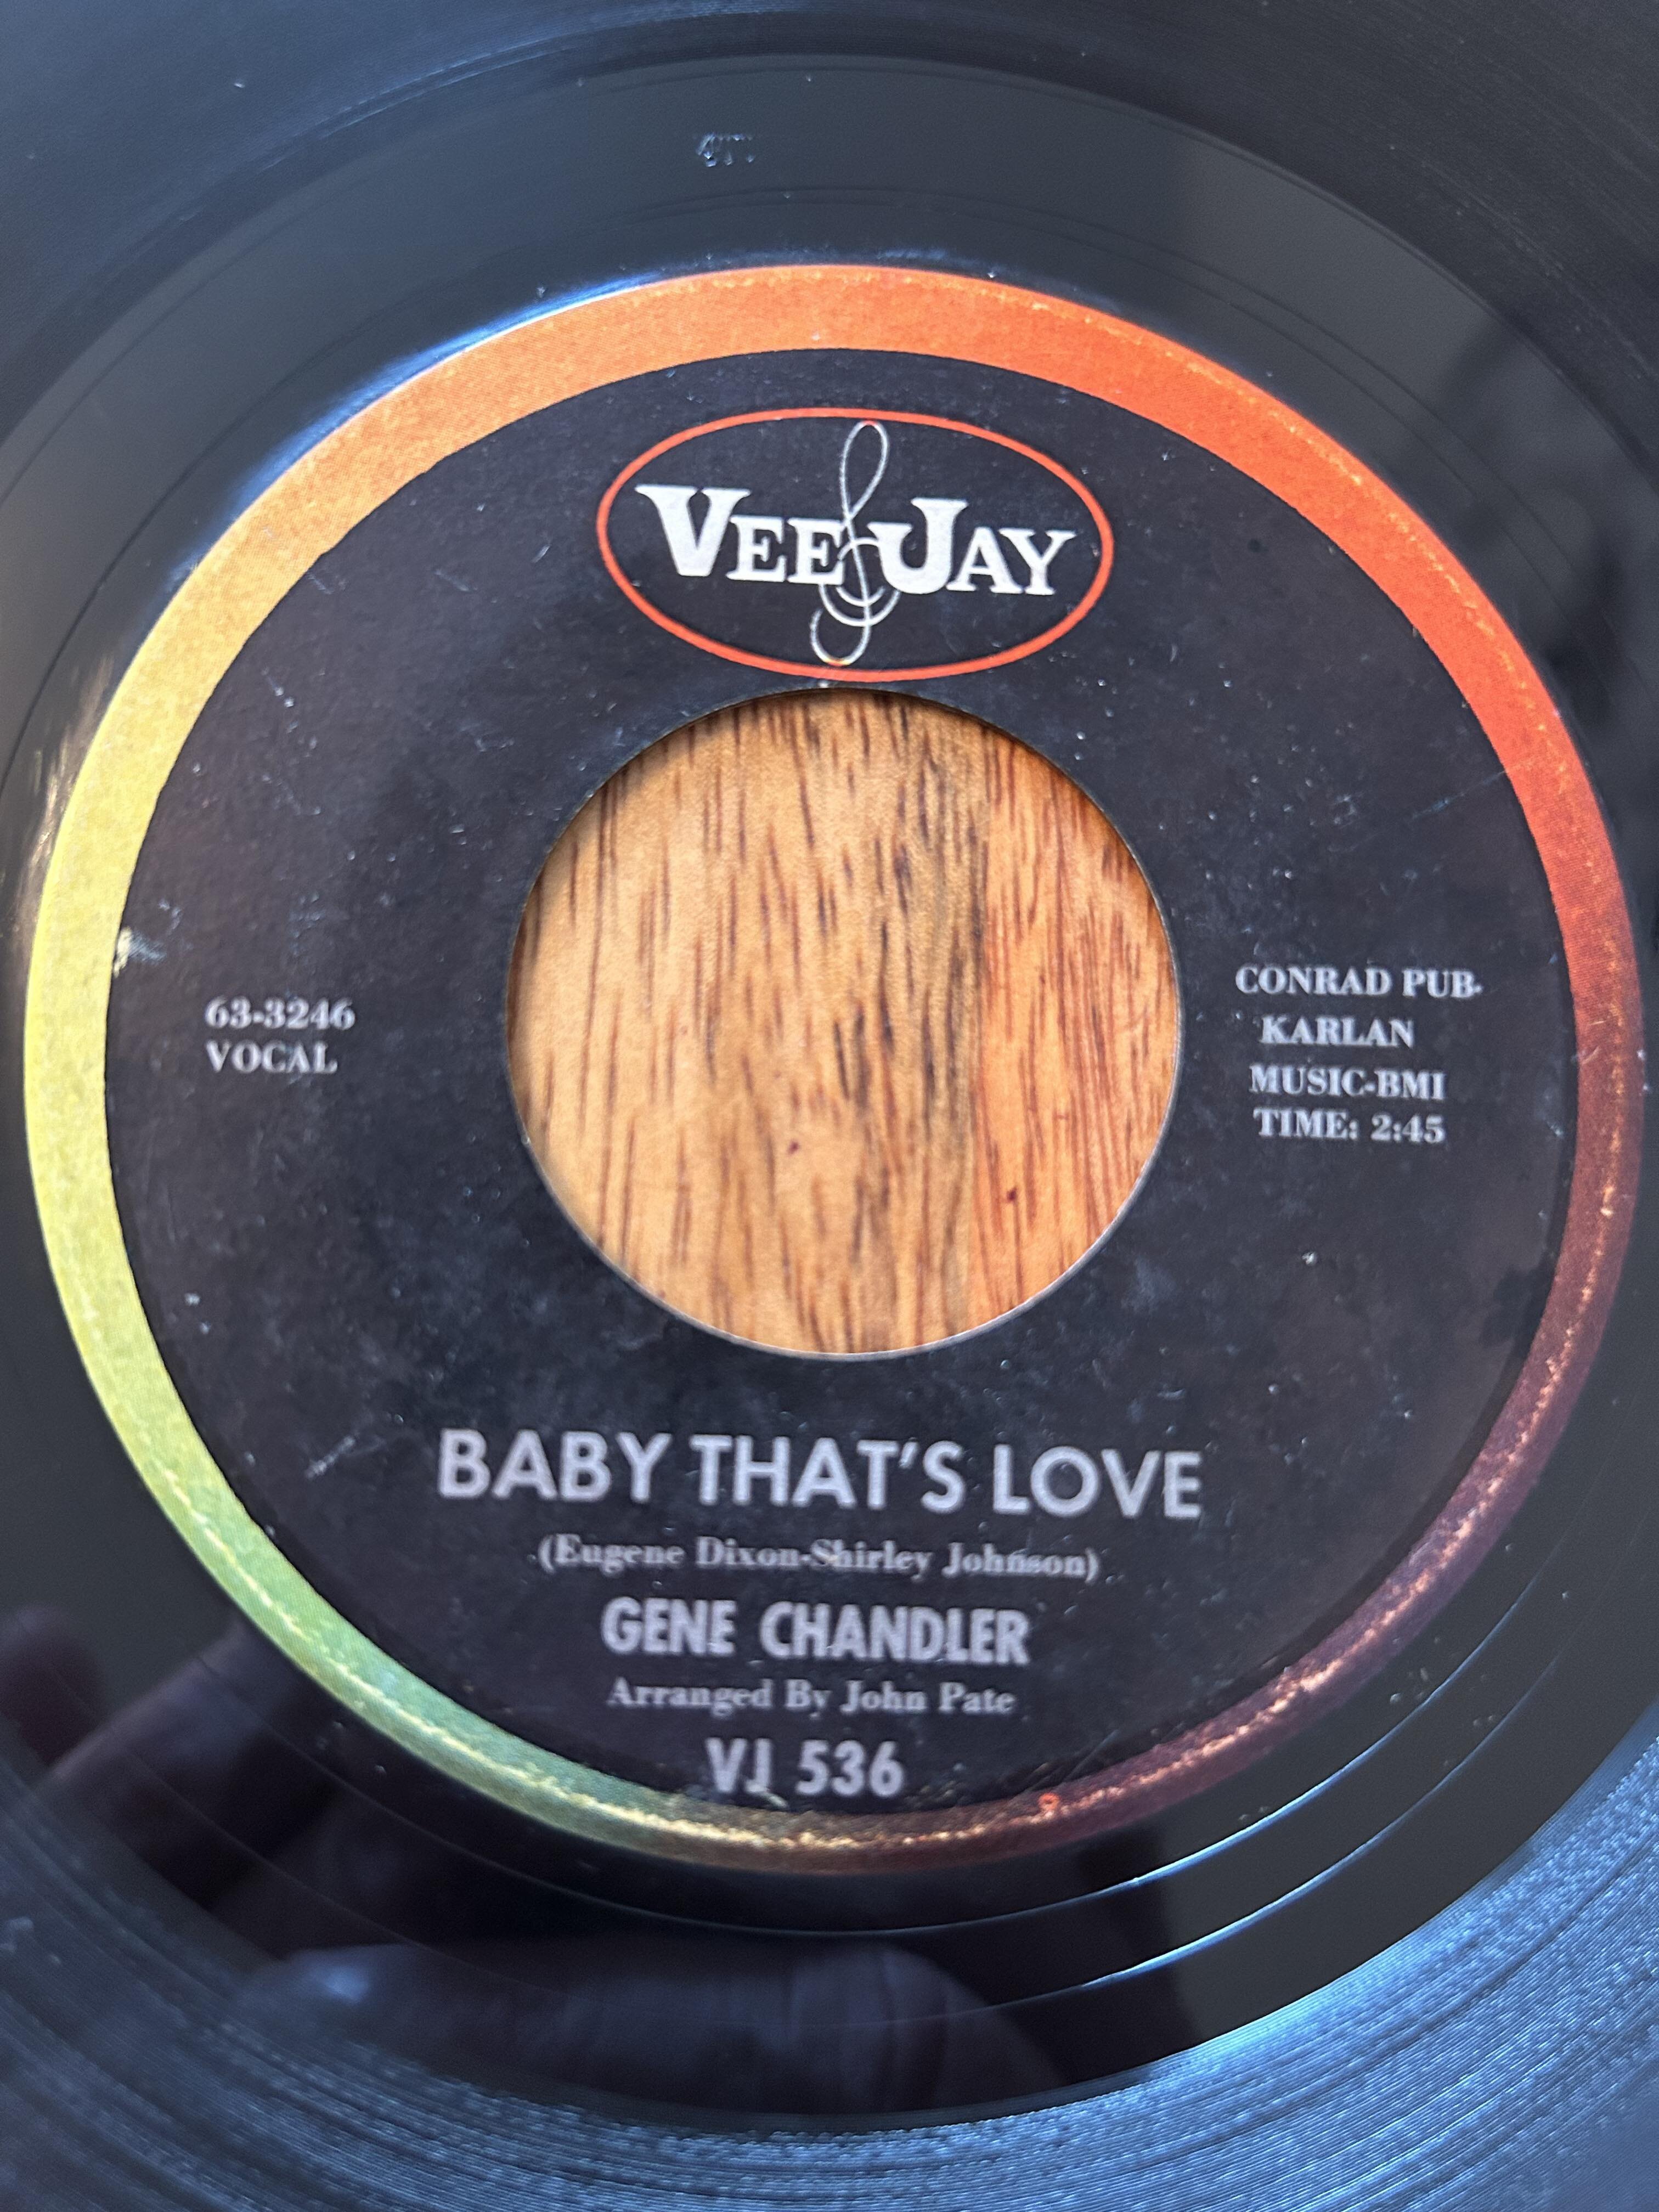 VEE JAY
63-3246
VOCAL
CONRAD PUB-
KARLAN
MUSIC-BMI
TIME: 2:45
BABY THAT'S LOVE
(Eugene Dixon-Shirley Johnson)
GENE CHANDLER
Arranged By John Pate
VJ 536